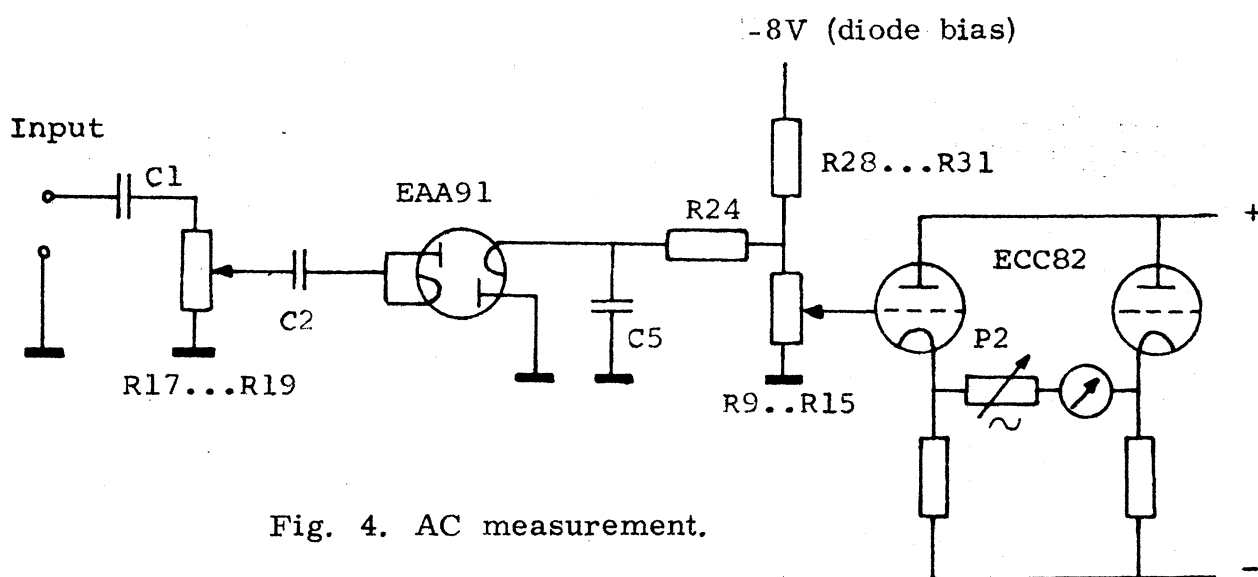 -8V (diode bias)
Input
C1
EAA91
R24
R28...R31
+
ECC82
C2
C5
P2
R17...R19
R9..R15
~
Fig. 4. AC measurement.
-